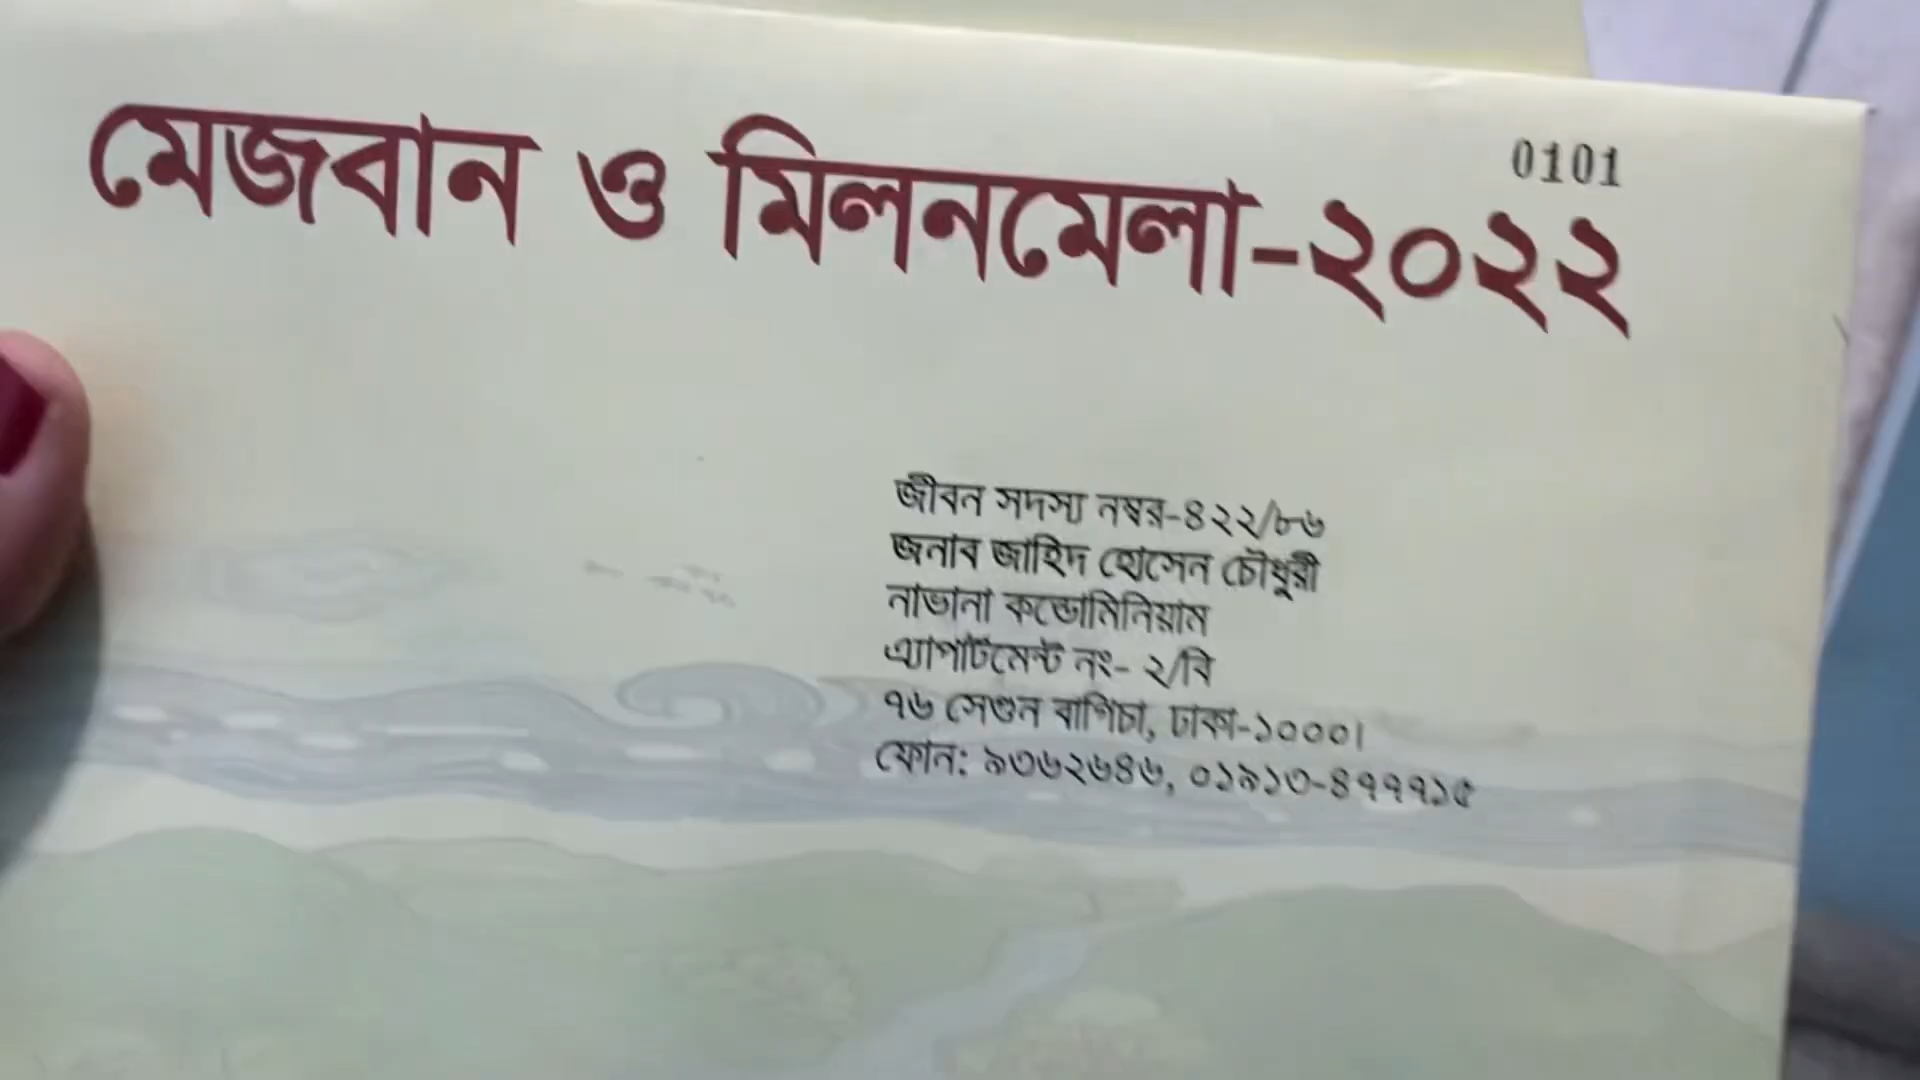 0101
মেজবান ও মিলনমেলা-২০২২
জীবন সদস্য নম্বর-৪২২/৮৬
জনাব জাহিদ হোসেন চৌধুরী
নাভানা কন্ডোমিনিয়াম
এ্যাপার্টমেন্ট নং- ২/বি
৭৬ সেগুন বাগিচা, ঢাকা-১০০০।
ফোন: ৯৩৬২৬৪৬, ০১৯১৩-৪৭৭৭১৫